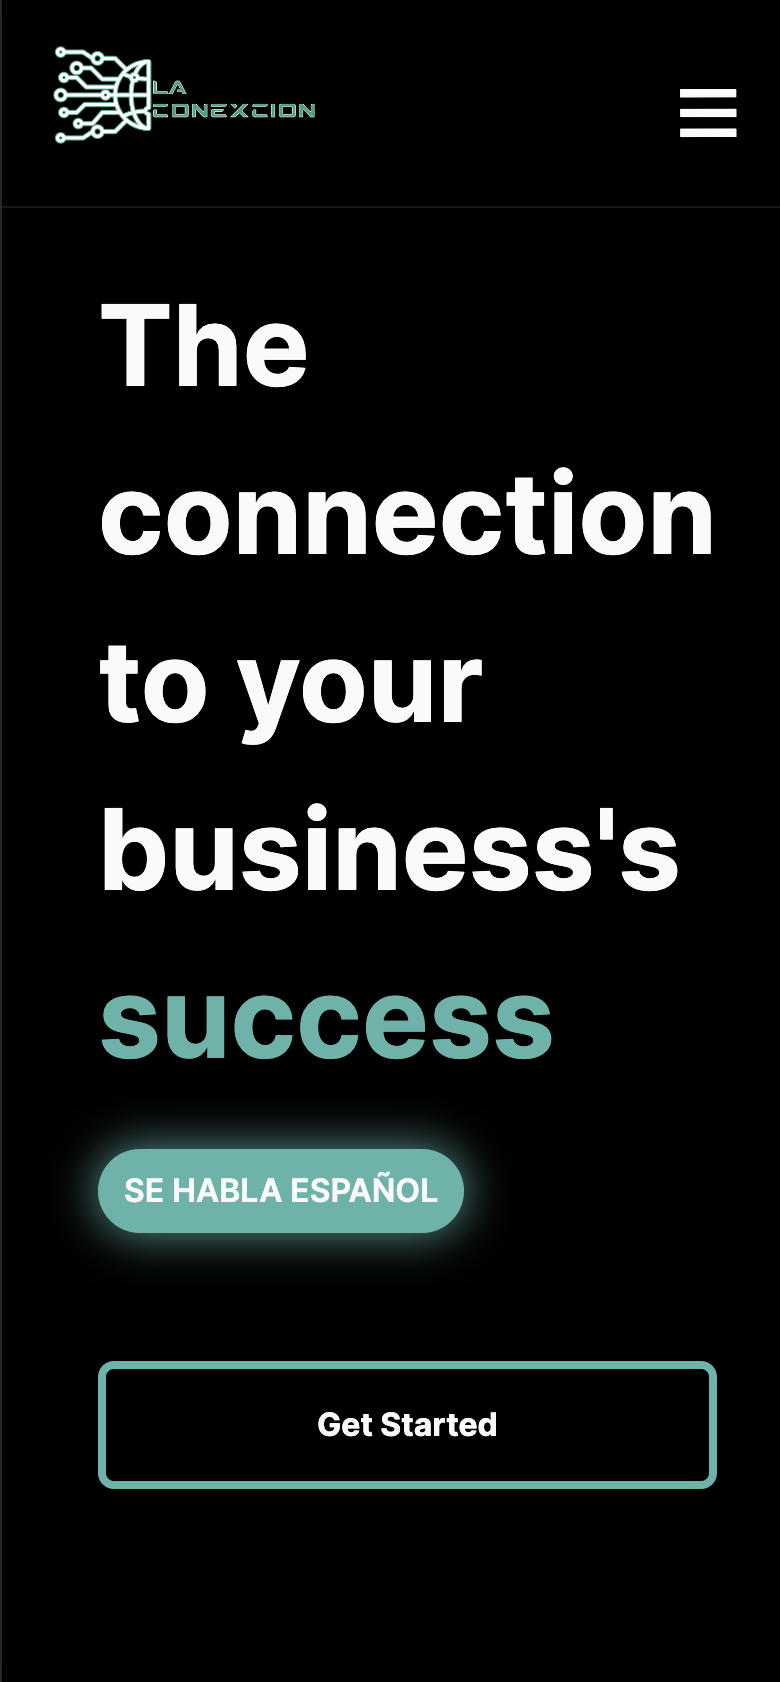 LA
CONEXCION
The
connection
to your
business's
success
SE HABLA ESPAÑOL
Get Started